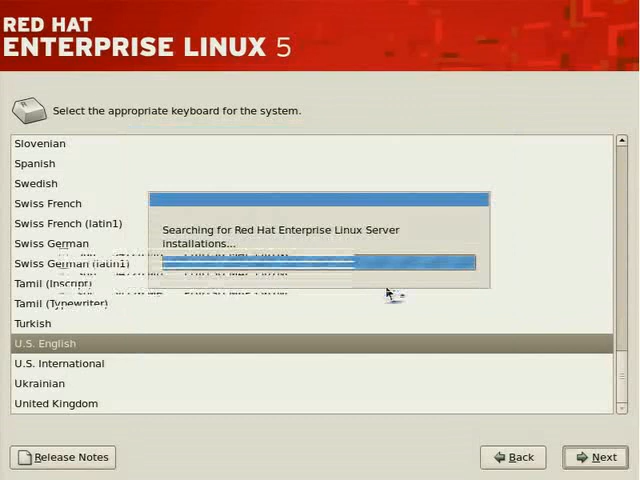 RED HAT
ENTERPRISE LINUX 5
Select the appropriate keyboard for the system.
Slovenian
Spanish
Swedish
Swiss French
Swiss French (latin1)
Swiss German
Swiss German (latin1)
Tamil (Inscript)
Tamil (Typewriter)
Turkish
U.S. English
U.S. International
Ukrainian
United Kingdom
Searching for Red Hat Enterprise Linux Server
installations...
Release Notes
Back
Next